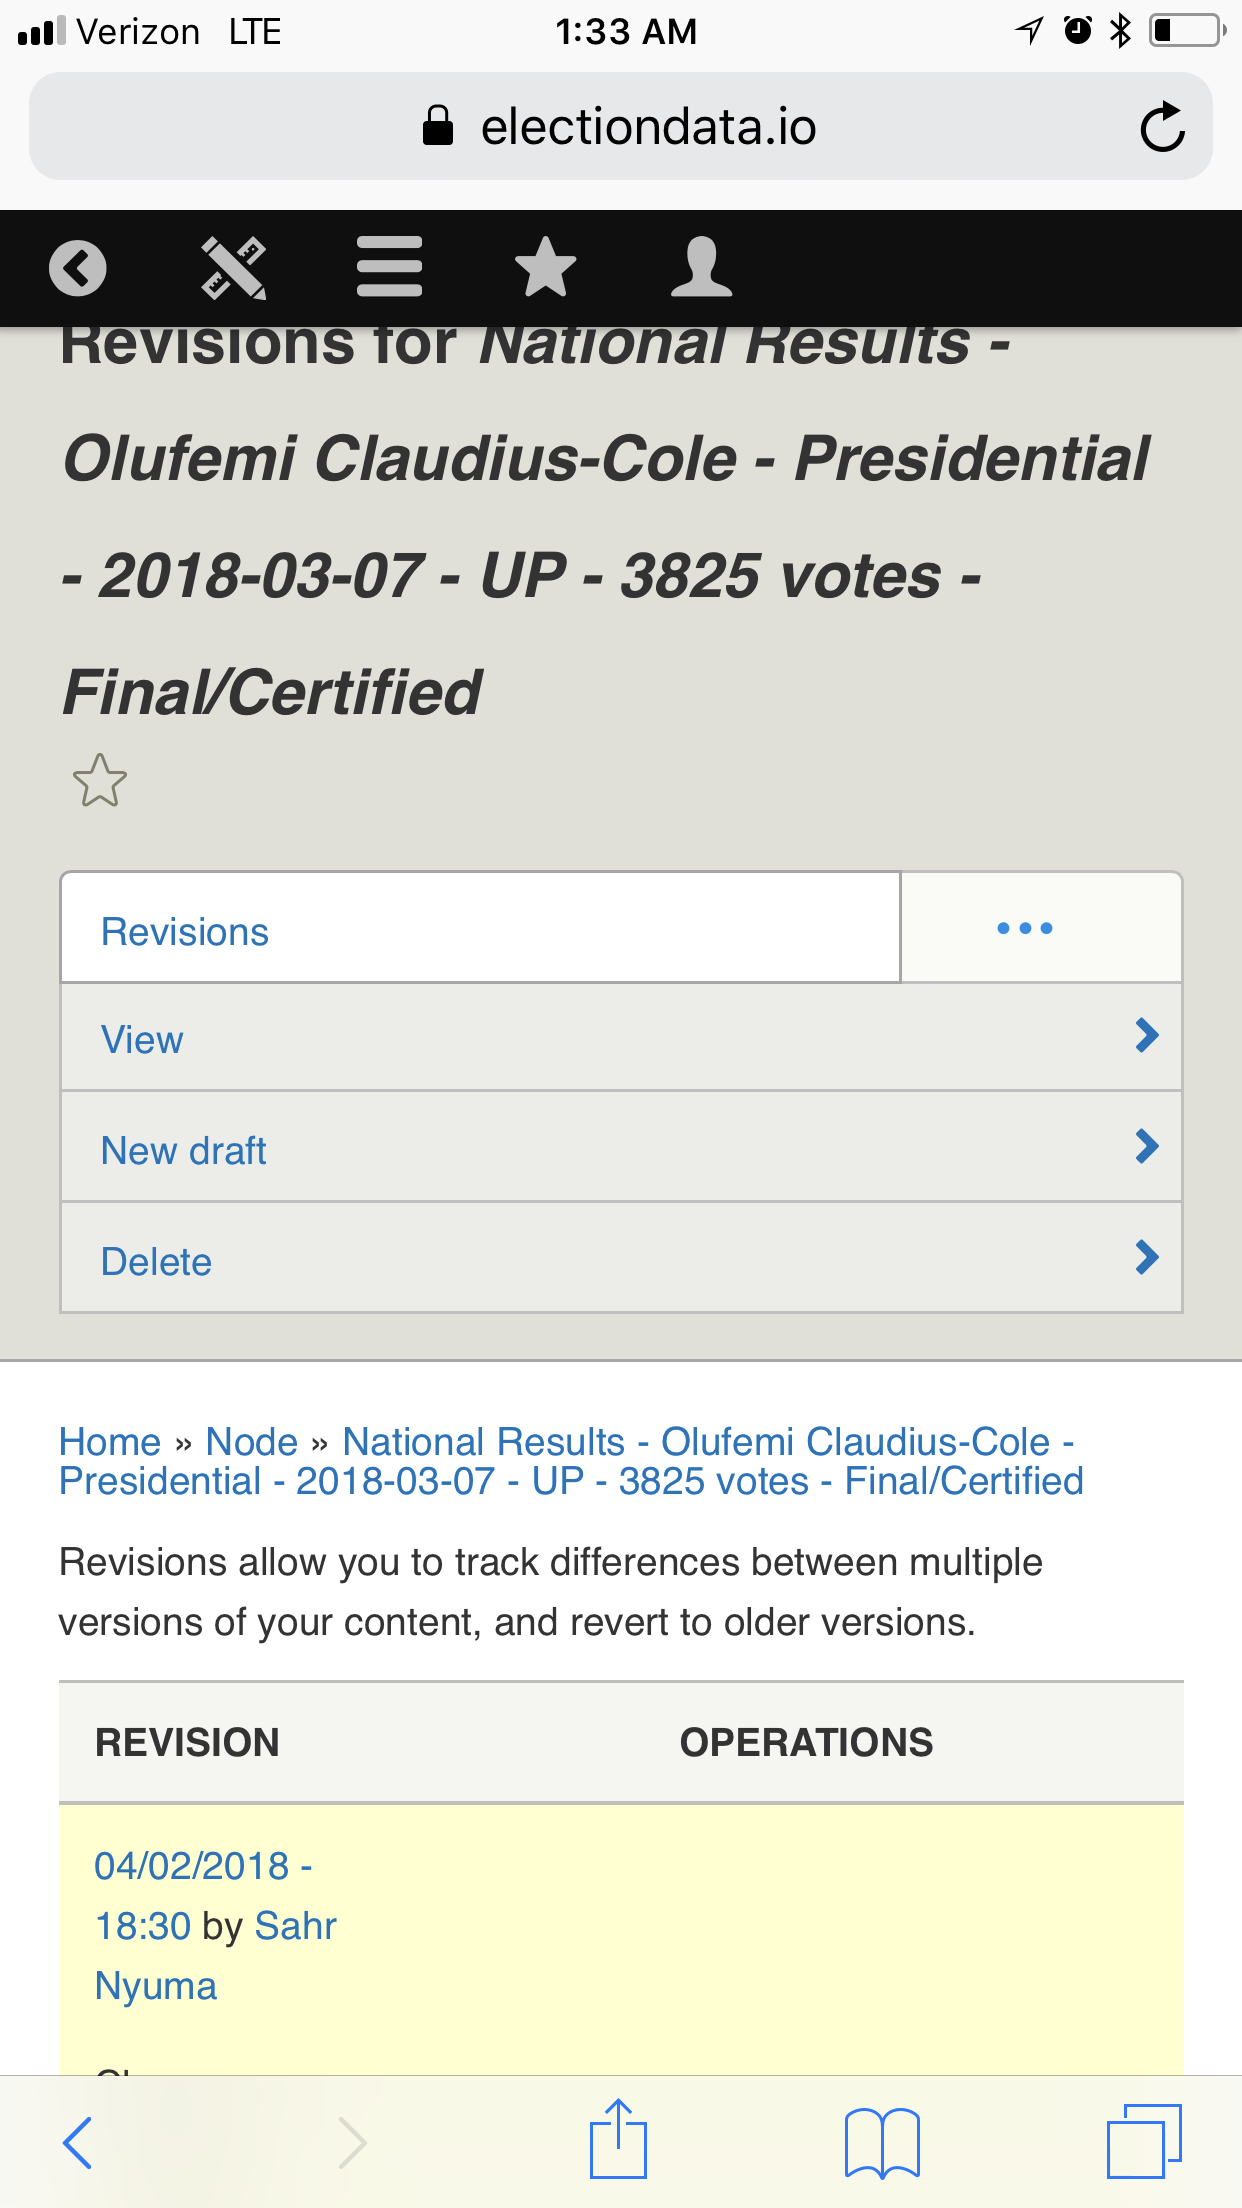 Verizon LTE 1:33 AM
electiondata.io
Revisions for National Results -
Olufemi Claudius-Cole - Presidential
- 2018-03-07 - UP - 3825 votes -
Final/Certified
Revisions
View
New draft
Delete
Home » Node » National Results - Olufemi Claudius-Cole -
Presidential - 2018-03-07 - UP - 3825 votes - Final/Certified
Revisions allow you to track differences between multiple
versions of your content, and revert to older versions.
REVISION OPERATIONS
04/02/2018 -
18:30 by Sahr
Nyuma